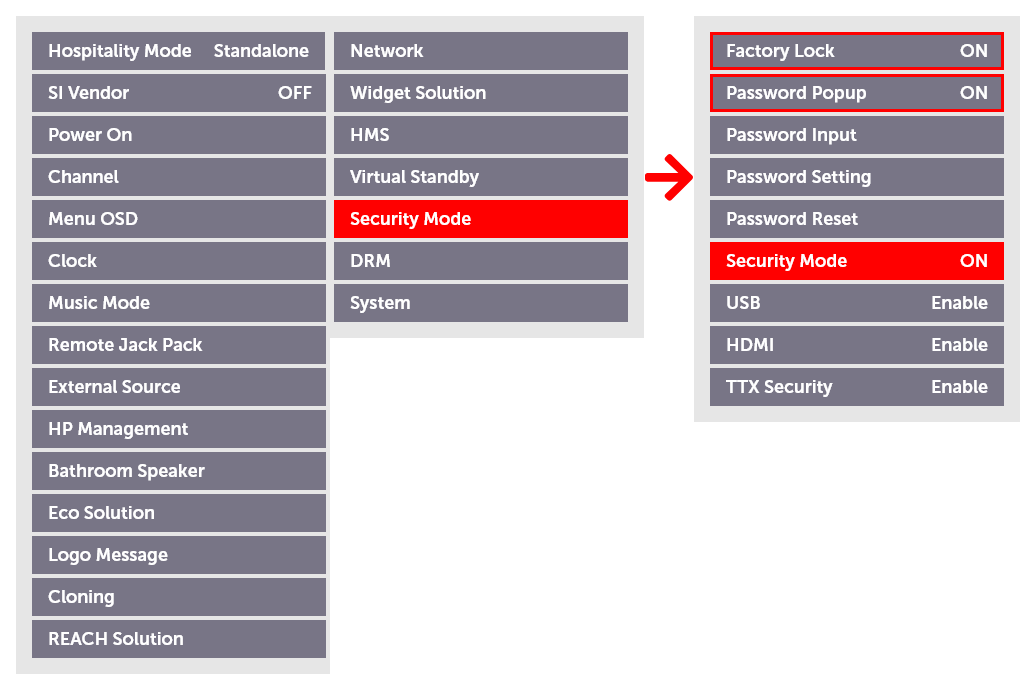 Hospitality Mode Standalone
SI Vendor OFF
Power On
Channel
Menu OSD
Clock
Music Mode
Remote Jack Pack
External Source
HP Management
Bathroom Speaker
Eco Solution
Logo Message
Cloning
REACH Solution
Network
Widget Solution
HMS
Virtual Standby
Security Mode
DRM
System
Factory Lock ON
Password Popup ON
Password Input
Password Setting
Password Reset
Security Mode ON
USB Enable
HDMI Enable
TTX Security Enable